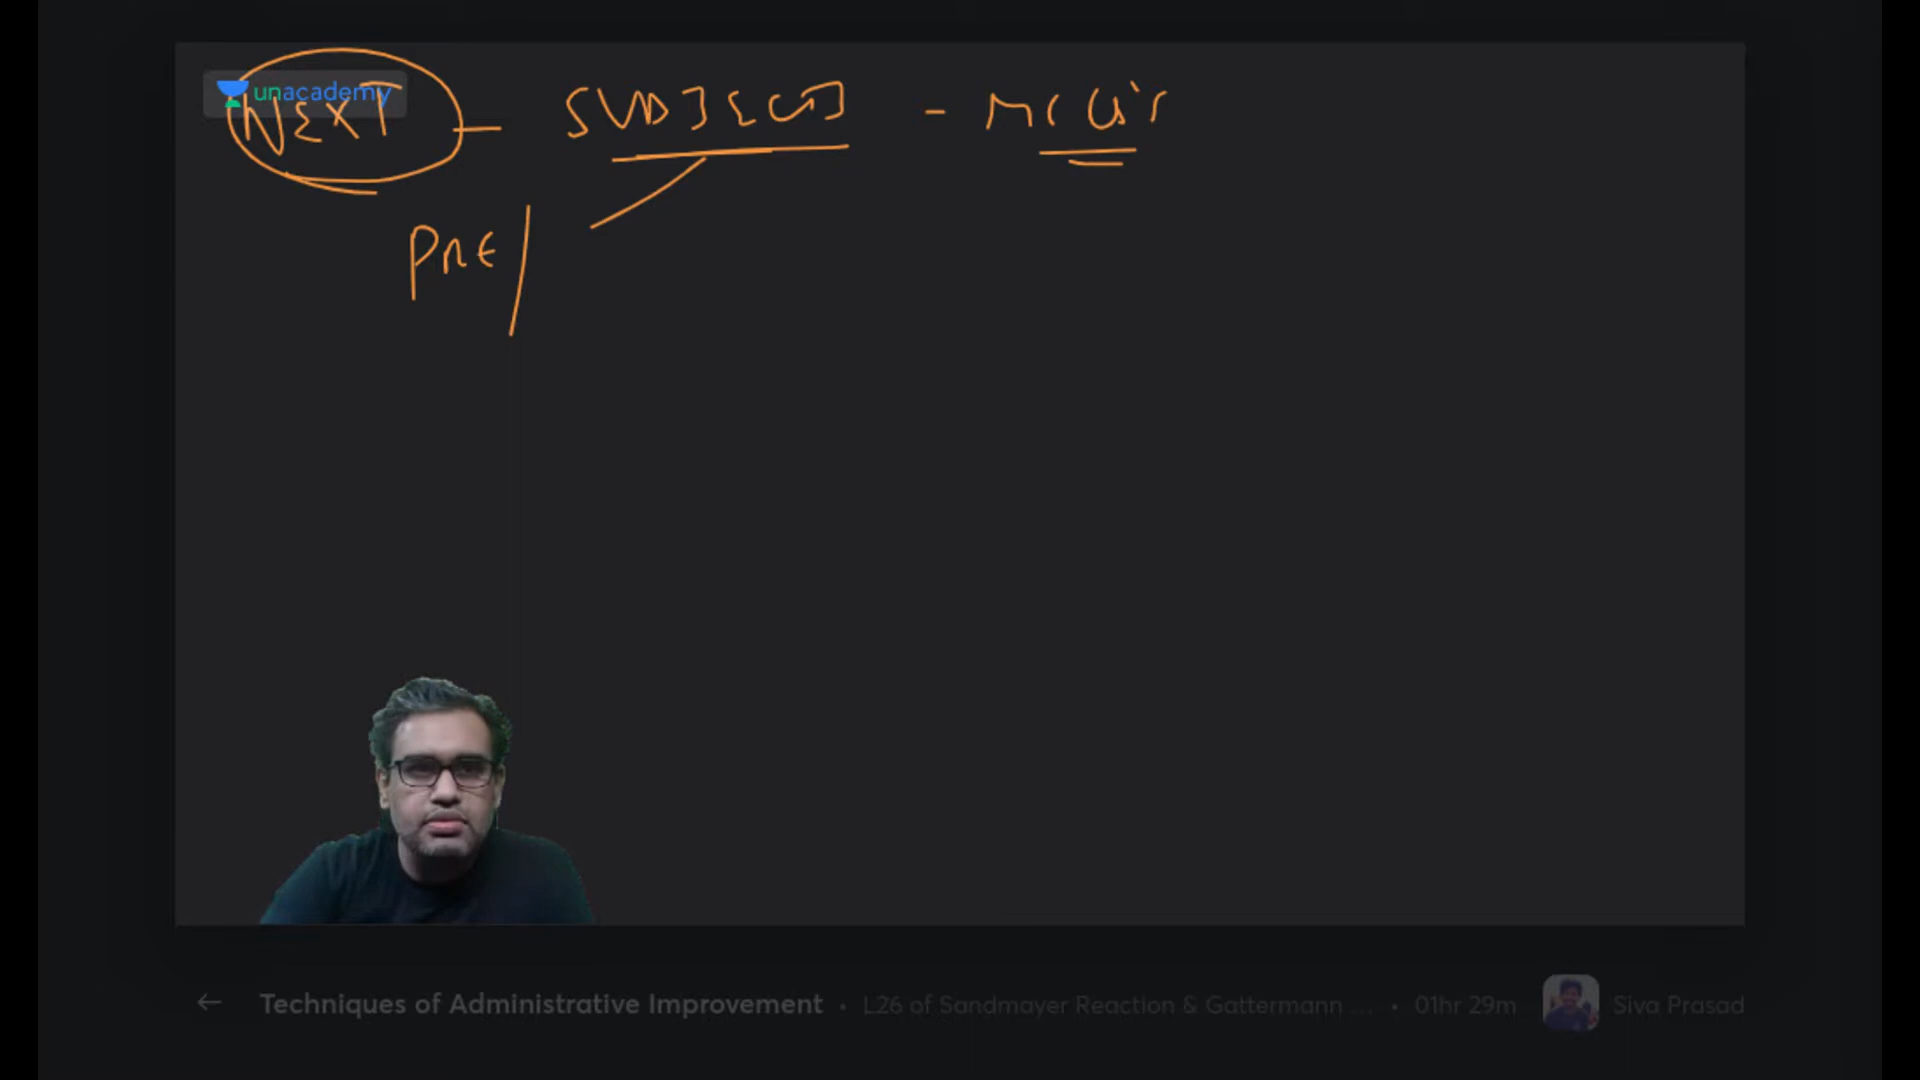 unacademy
NEXT - SUBJECT - MCQ's
PRE/
Techniques of Administrative Improvement • L26 of Sandmayer Reaction & Gattermann ... • 01hr 29m Siva Prasad